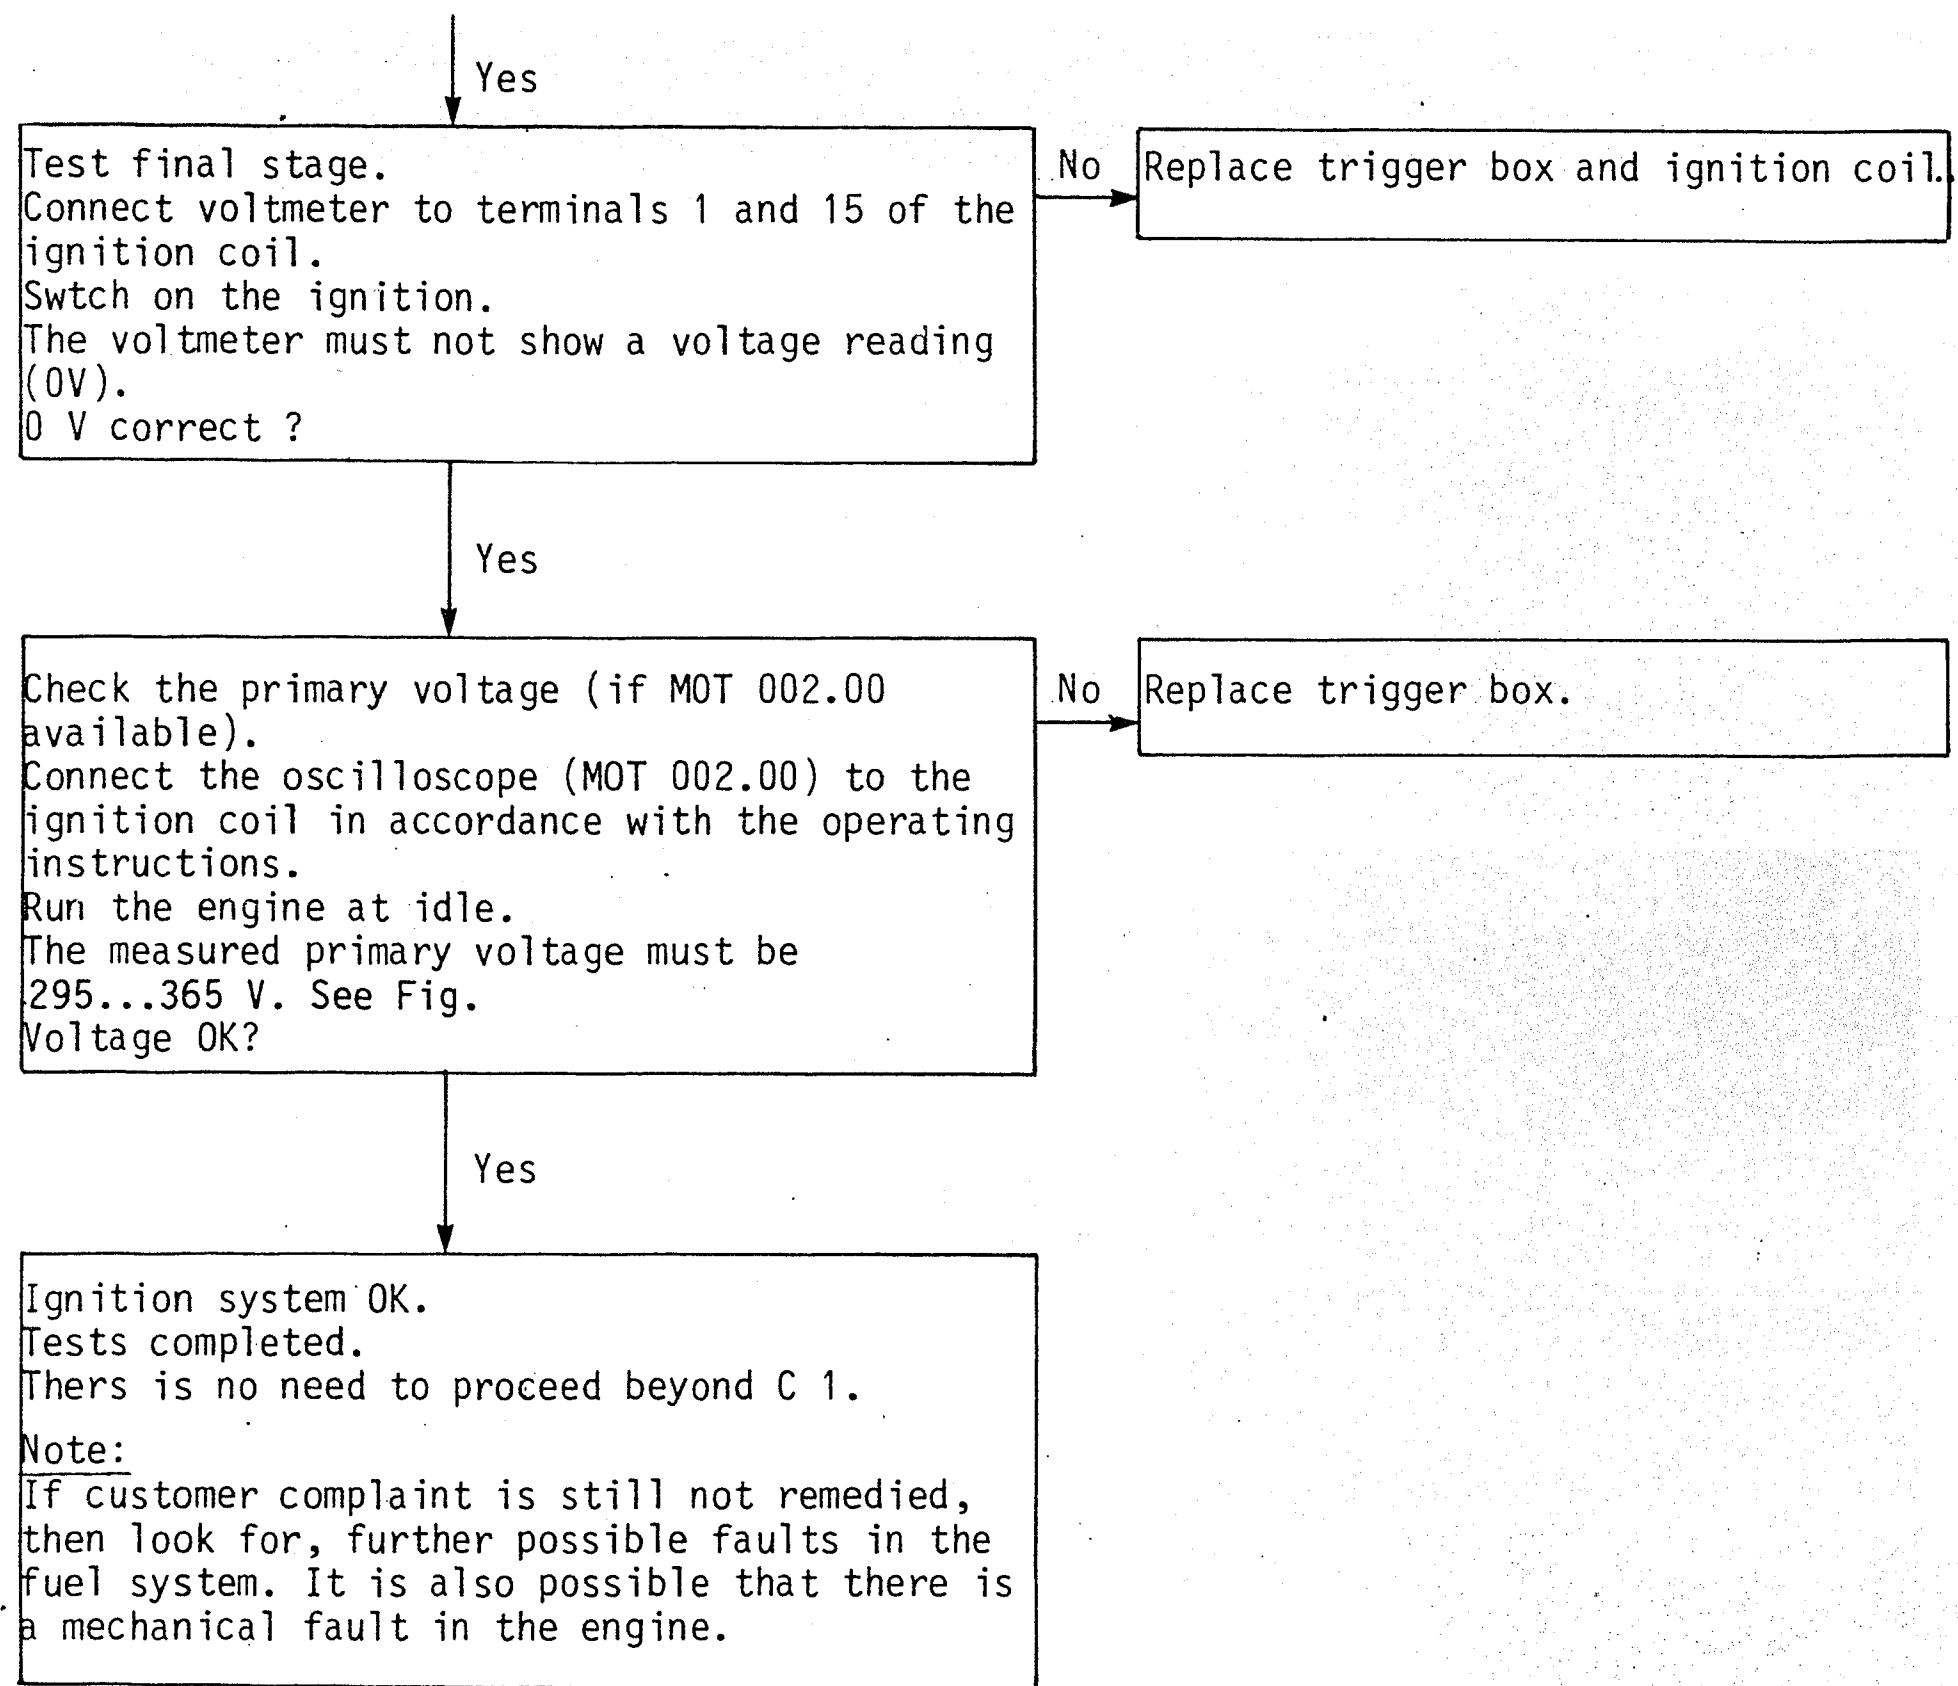 Yes
Test final stage.
Connect voltmeter to terminals 1 and 15 of the
ignition coil.
Swtch on the ignition.
The voltmeter must not show a voltage reading
(0V).
0 V correct ?
No
Replace trigger box and ignition coil.
Yes
Check the primary voltage (if MOT 002.00
available).
Connect the oscilloscope (MOT 002.00) to the
ignition coil in accordance with the operating
instructions.
Run the engine at idle.
The measured primary voltage must be
295...365 V. See Fig.
Voltage OK?
No
Replace trigger box.
Yes
Ignition system OK.
Tests completed.
Thers is no need to proceed beyond C 1.
Note:
If customer complaint is still not remedied,
then look for, further possible faults in the
fuel system. It is also possible that there is
a mechanical fault in the engine.